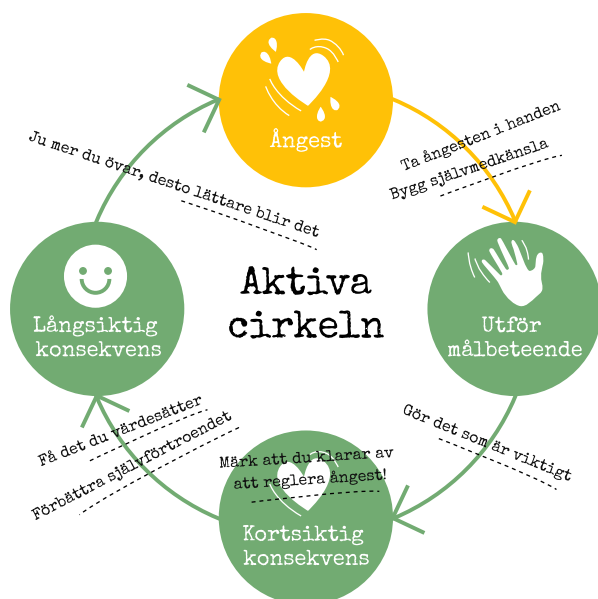 Ångest
Ta ångesten i handen
Bygg självmedkänsla
Utför
målbeteende
Gör det som är viktigt
Märk att du klarar av
att reglera ångest!
Kortsiktig
konsekvens
Få det du värdesätter
Förbättra självförtroendet
Långsiktig
konsekvens
Ju mer du övar, desto lättare blir det
Aktiva
cirkeln